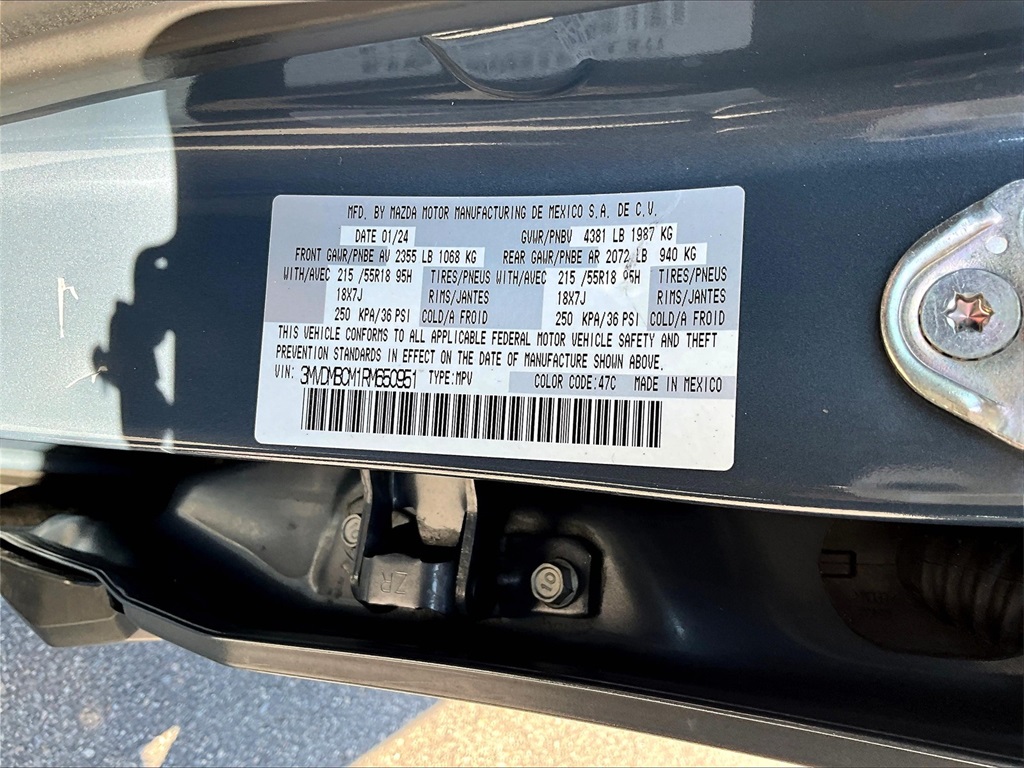 MFD. BY MAZDA MOTOR MANUFACTURING DE MEXICO S.A. DE C.V.
DATE 01/24 GVWR/PNBV 4381 LB 1987 KG
FRONT GAWR/PNBE AV 2355 LB 1068 KG REAR GAWR/PNBE AR 2072 LB 940 KG
WITH/AVEC 215 /55R18 95H TIRES/PNEUS WITH/AVEC 215 /55R18 95H TIRES/PNEUS
18X7J RIMS/JANTES 18X7J RIMS/JANTES
250 KPA/36 PSI COLD/A FROID 250 KPA/36 PSI COLD/A FROID
THIS VEHICLE CONFORMS TO ALL APPLICABLE FEDERAL MOTOR VEHICLE SAFETY AND THEFT
PREVENTION STANDARDS IN EFFECT ON THE DATE OF MANUFACTURE SHOWN ABOVE.
VIN: 3MVDMBCM1RM650951 TYPE:MPV COLOR CODE:47C MADE IN MEXICO
ZR
10